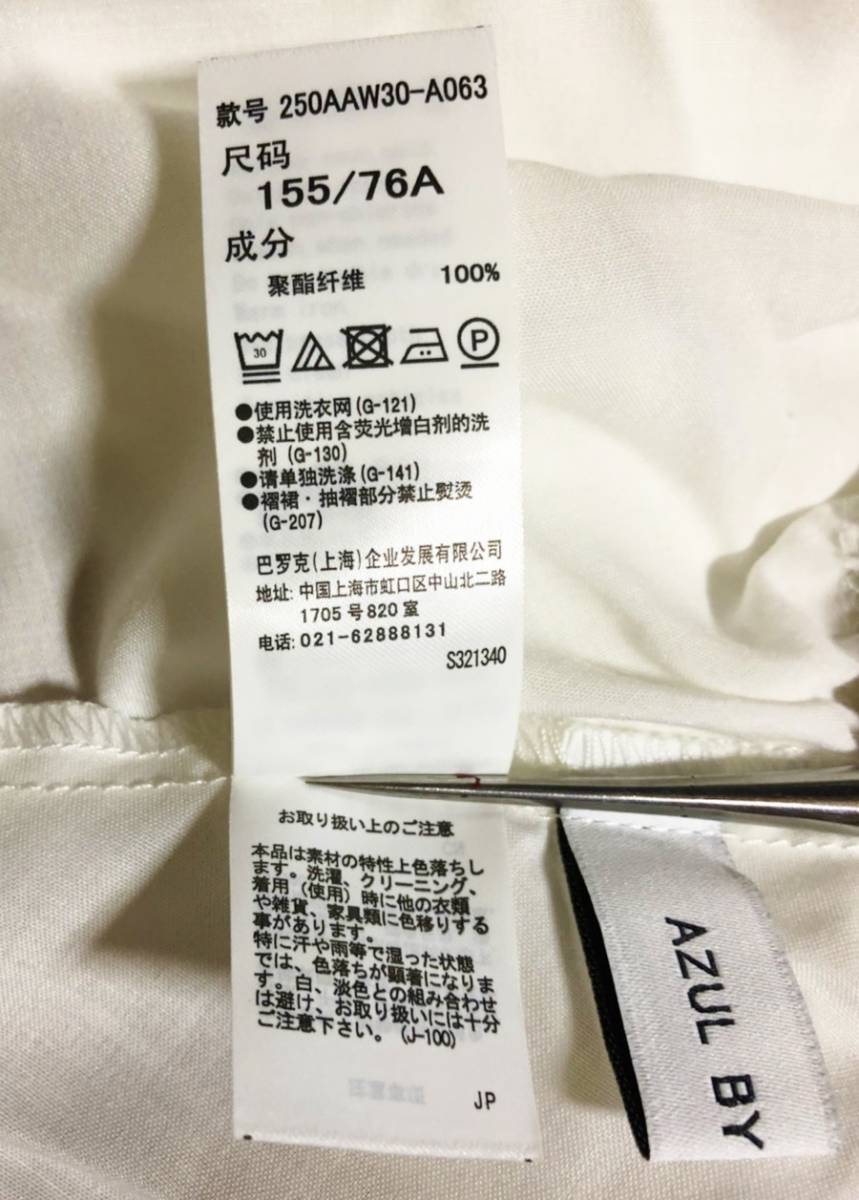 款号 250AAW30-A063
尺码
155/76A
成分
聚酯纤维 100%
30
P
●使用洗衣网(G-121)
●禁止使用含荧光增白剂的洗
剂 (G-130)
●请单独洗涤(G-141)
●褶裙・抽褶部分禁止熨烫
(G-207)
巴罗克(上海)企业发展有限公司
地址: 中国上海市虹口区中山北二路
1705 号 820 室
电话: 021-62888131
S321340
お取り扱い上のご注意
本品は素材の特性上色落ちし
ます。洗濯、クリーニング、
着用(使用)時に他の衣類
や雑貨、家具類に色移りする
事があります。
特に汗や雨等で湿った状態
では、色落ちが顕著になりま
す。白、淡色との組み合わせ
は避け、お取り扱いには十分
ご注意下さい。(J-100)
JP
AZUL BY